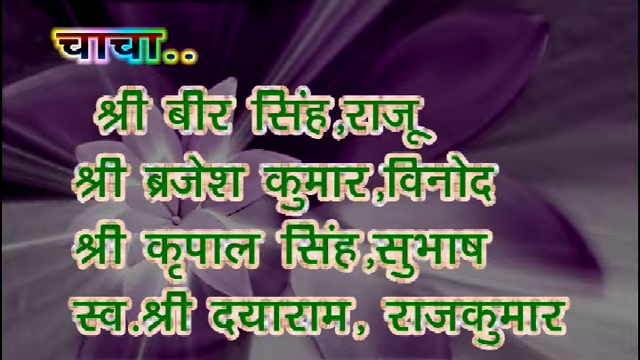 चाचा..
श्री बीर सिंह,राजू
श्री ब्रजेश कुमार,विनोद
श्री कृपाल सिंह,सुभाष
स्व.श्री दयाराम, राजकुमार